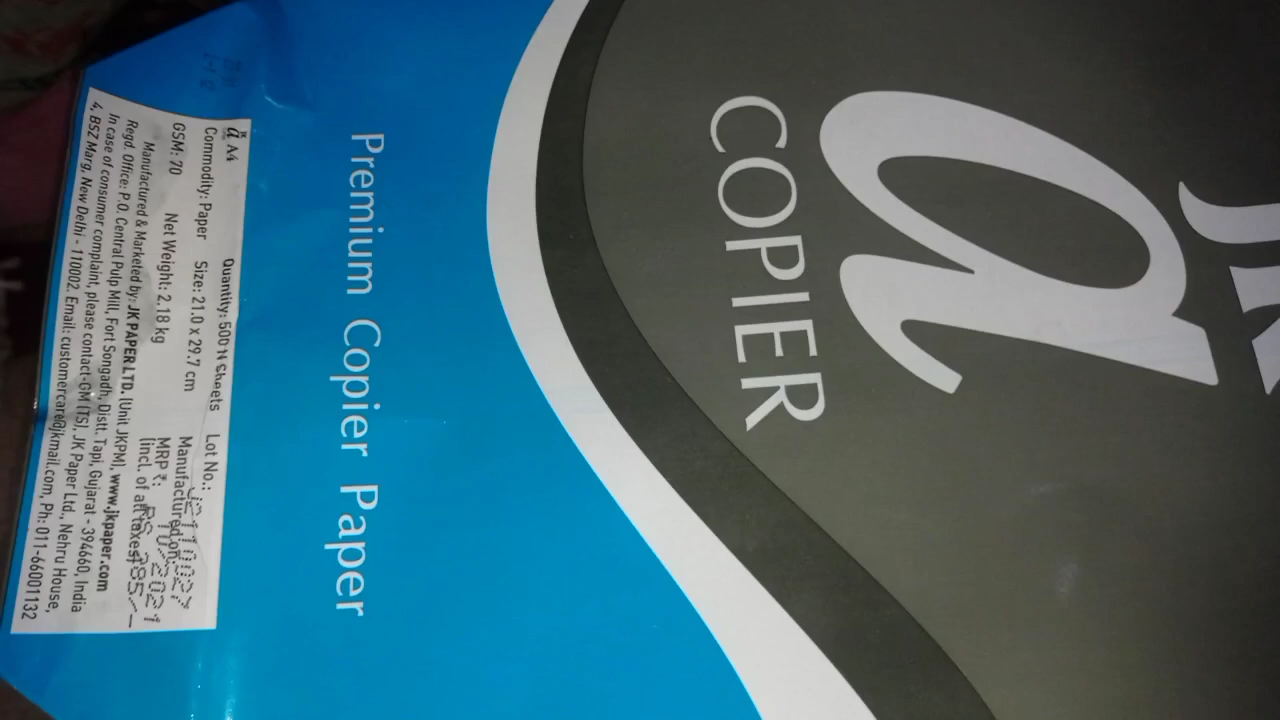 JK
a
COPIER
Premium Copier Paper
a A4
Quantity: 500 N Sheets
Lot No.:
Commodity: Paper
Size: 21.0 x 29.7 cm
Manufactured on:
10/2021
GSM: 70
Net Weight: 2.18 kg
MRP ₹:
(incl. of all taxes)
Manufactured & Marketed by: JK PAPER LTD. (Unit JKPM), www.jkpaper.com
Regd. Office: P.O. Central Pulp Mill, Fort Songadh, Distt. Tapi, Gujarat - 394660, India
In case of consumer complaint, please contact-GM (TS), JK Paper Ltd., Nehru House,
4, BSZ Marg, New Delhi - 110002. Email: customercare@jkmail.com, Ph: 011-66001132